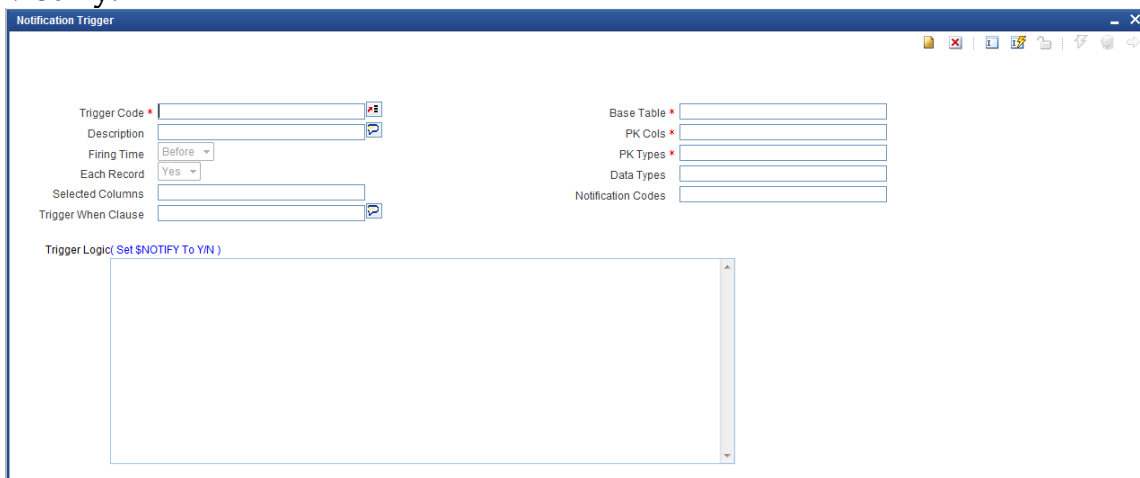 Notification Trigger
Trigger Code *
Description
Firing Time Before
Each Record Yes
Selected Columns
Trigger When Clause
Base Table *
PK Cols *
PK Types *
Data Types
Notification Codes
Trigger Logic( Set $NOTIFY To Y/N )